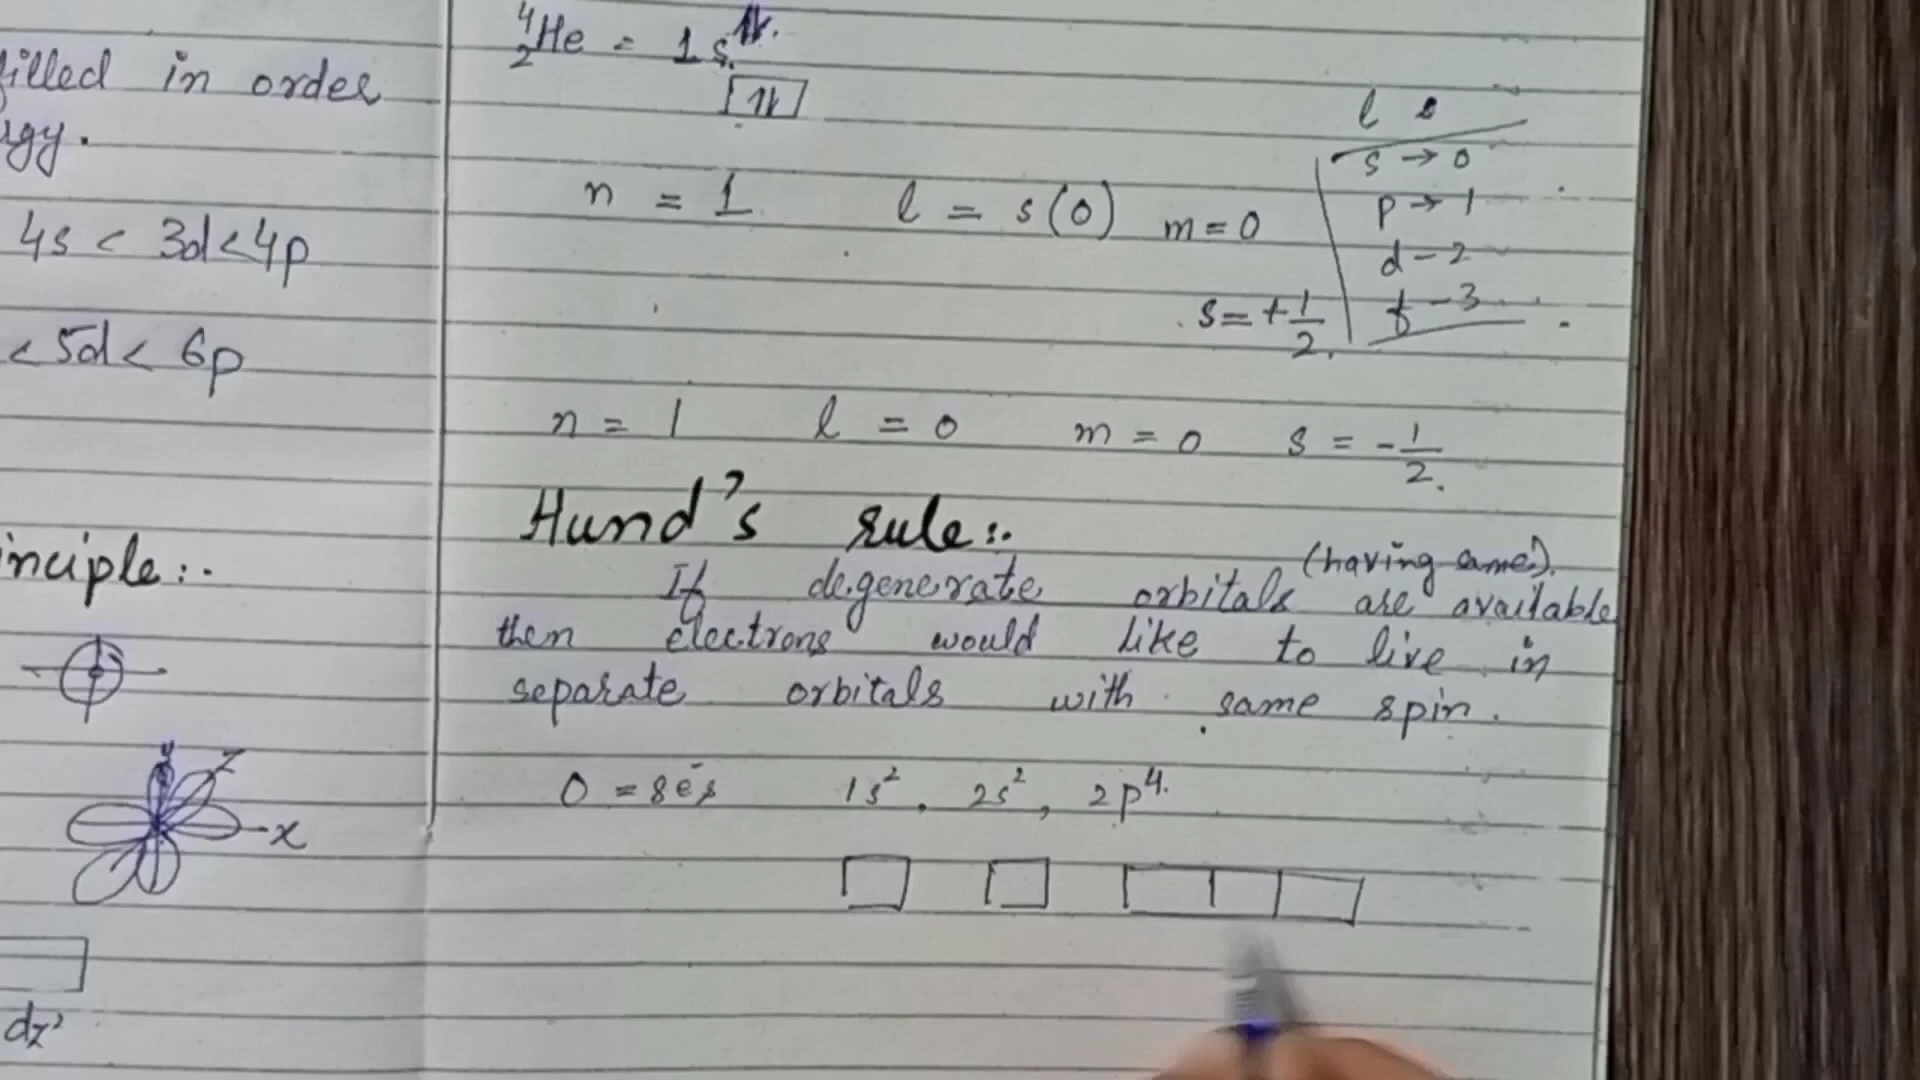 filled in order
rgy.
4s < 3d < 4p
< 5d < 6p
inciple:.
y
z
x
dz²
⁴₂He = 1s
n = 1 l = s(0) m = 0
s = +1/2.
l
s → 0
p → 1
d - 2
f - 3
n = 1 l = 0 m = 0 s = -1/2.
Hund's rule:.
(having same).
If degenerate orbitals are available
then electrons would like to live in
separate orbitals with same spin.
O = 8e⁻s 1s², 2s², 2p⁴.